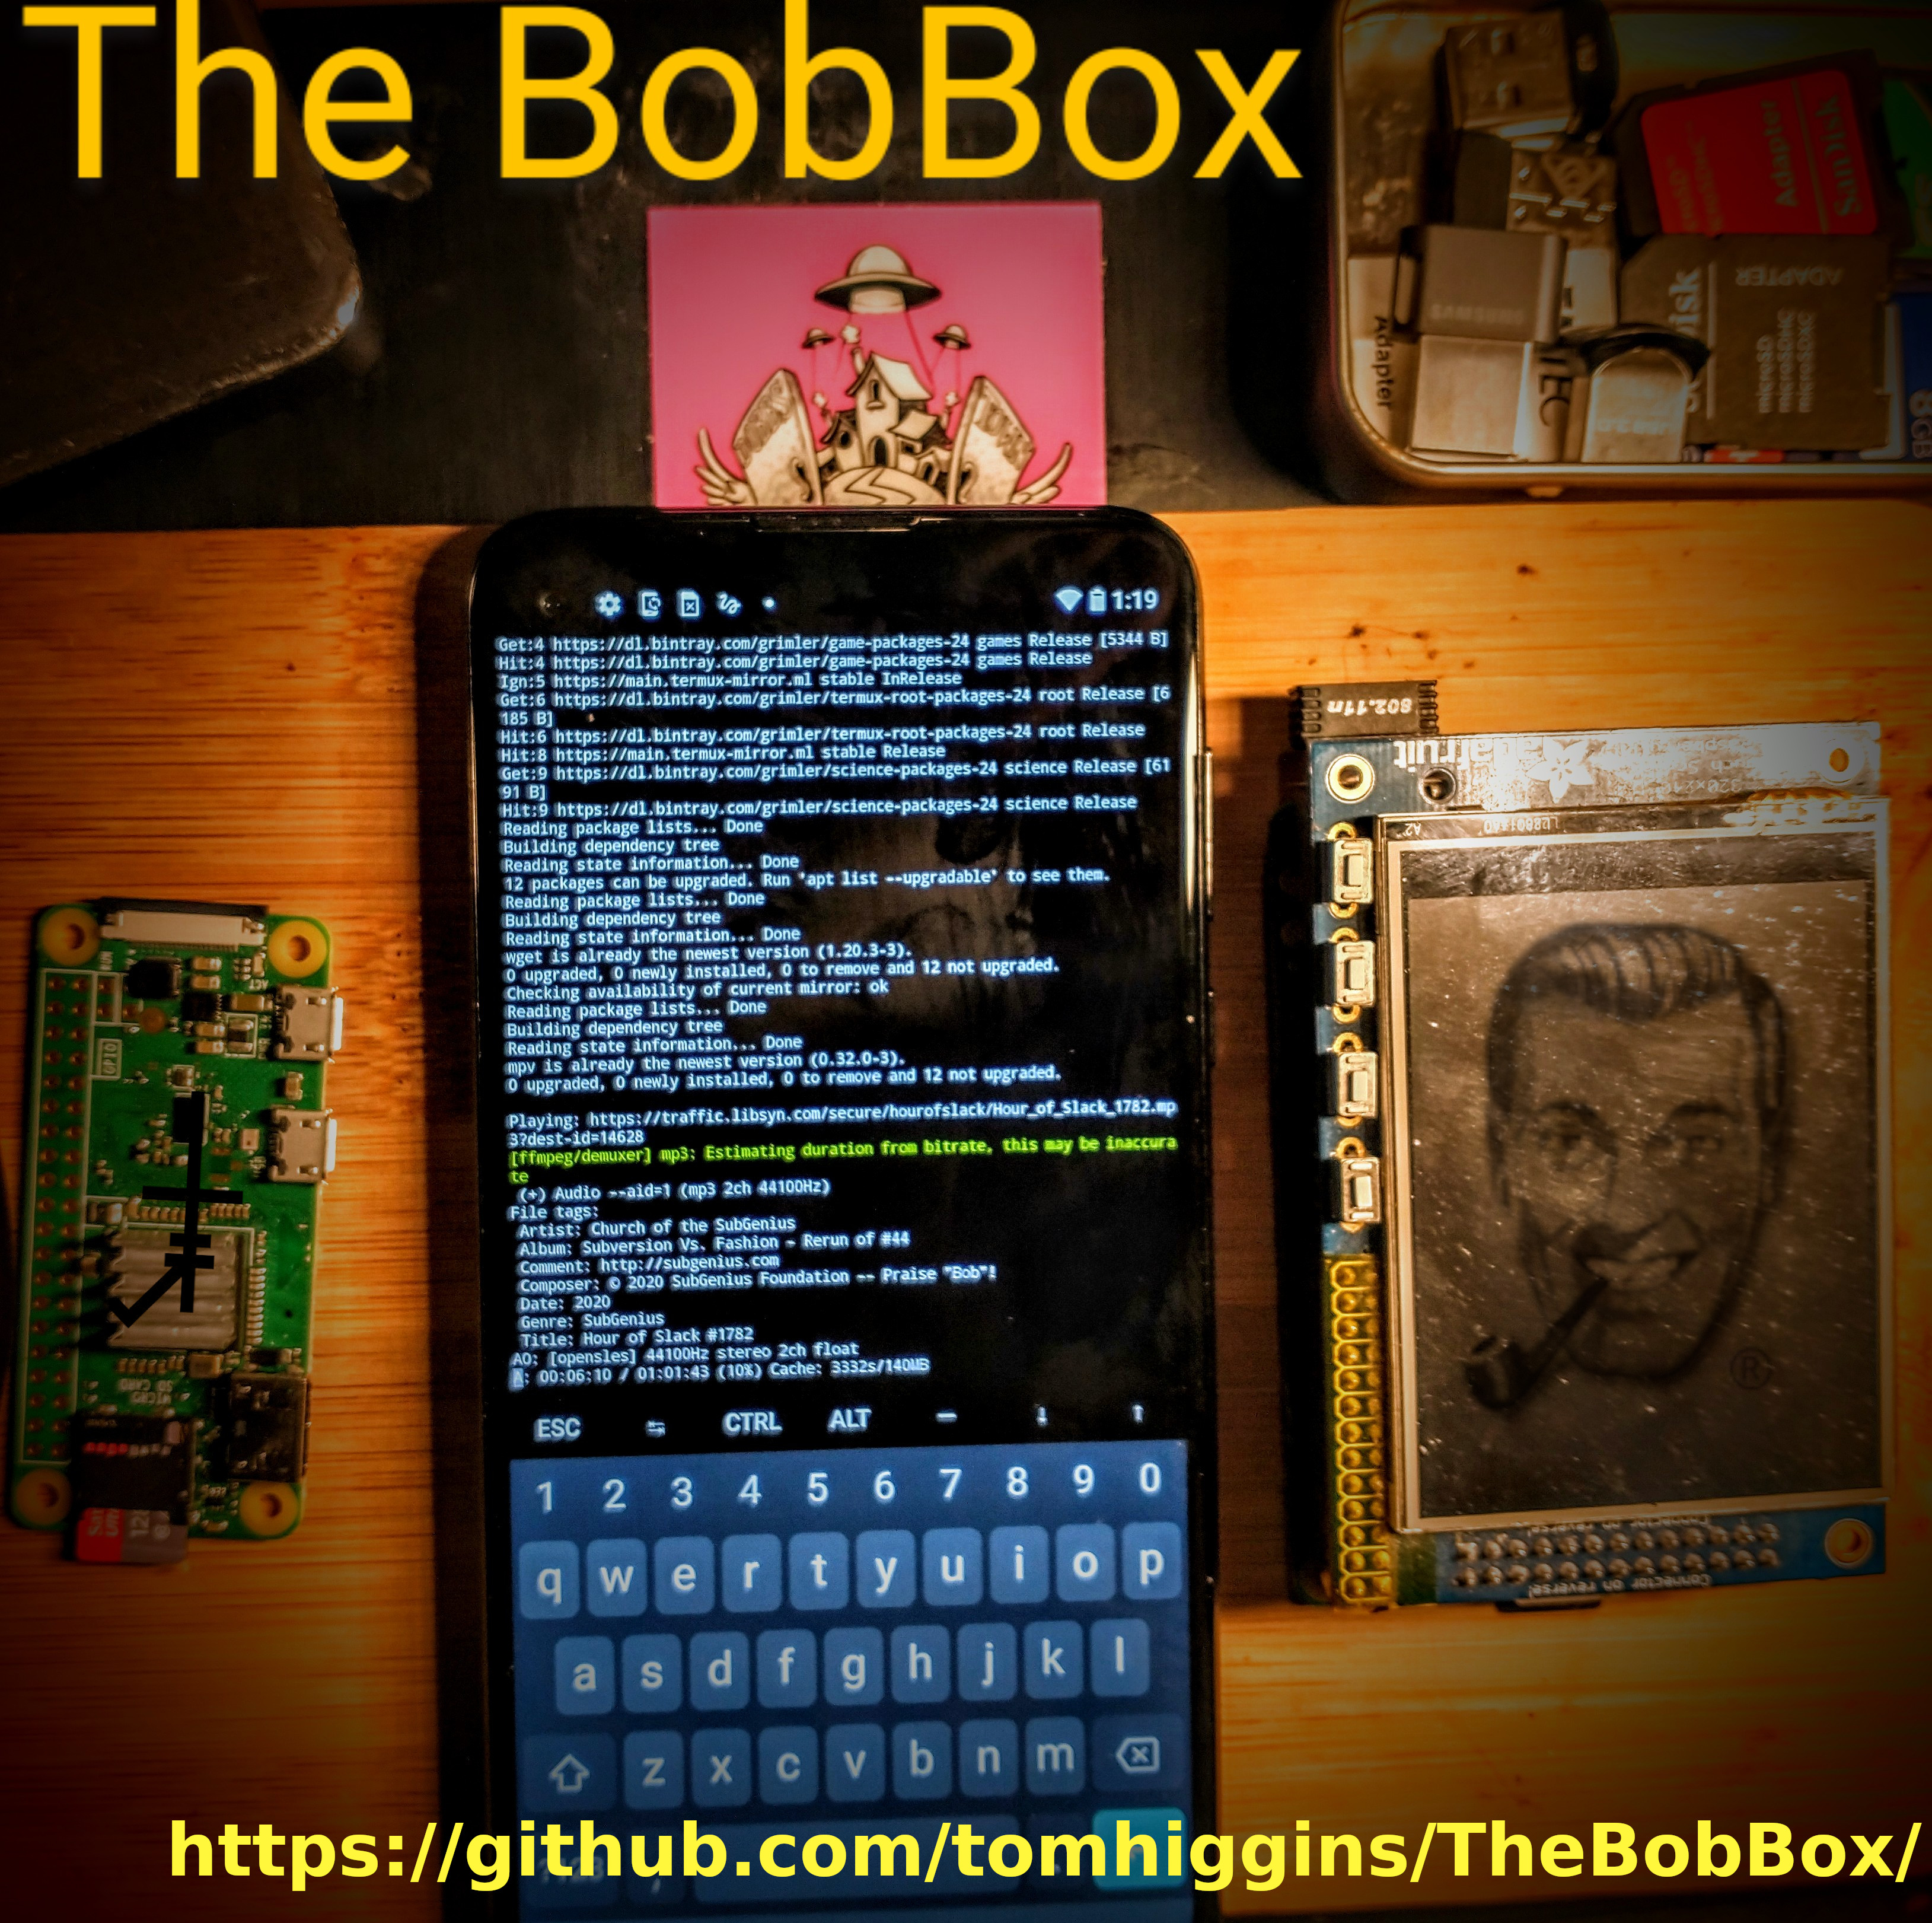 The BobBox
Adapter
SanDisk
ADAPTER
microSD
microSDHC
microSDXC
Adapter
8GB
1:19
Get:4 https://dl.bintray.com/grimler/game-packages-24 games Release [5344 B]
Hit:4 https://dl.bintray.com/grimler/game-packages-24 games Release
Ign:5 https://main.termux-mirror.ml stable InRelease
Get:6 https://dl.bintray.com/grimler/termux-root-packages-24 root Release [6
185 B]
Hit:6 https://dl.bintray.com/grimler/termux-root-packages-24 root Release
Hit:8 https://main.termux-mirror.ml stable Release
Get:9 https://dl.bintray.com/grimler/science-packages-24 science Release [61
91 B]
Hit:9 https://dl.bintray.com/grimler/science-packages-24 science Release
Reading package lists... Done
Building dependency tree
Reading state information... Done
12 packages can be upgraded. Run 'apt list --upgradable' to see them.
Reading package lists... Done
Building dependency tree
Reading state information... Done
wget is already the newest version (1.20.3-3).
0 upgraded, 0 newly installed, 0 to remove and 12 not upgraded.
Checking availability of current mirror: ok
Reading package lists... Done
Building dependency tree
Reading state information... Done
mpv is already the newest version (0.32.0-3).
0 upgraded, 0 newly installed, 0 to remove and 12 not upgraded.
Playing: https://traffic.libsyn.com/secure/hourofslack/Hour_of_Slack_1782.mp
3?dest-id=14628
[ffmpeg/demuxer] mp3: Estimating duration from bitrate, this may be inaccura
te
(+) Audio --aid=1 (mp3 2ch 44100Hz)
File tags:
Artist: Church of the SubGenius
Album: Subversion Vs. Fashion - Rerun of #44
Comment: http://subgenius.com
Composer: © 2020 SubGenius Foundation -- Praise "Bob"!
Date: 2020
Genre: SubGenius
Title: Hour of Slack #1782
AO: [opensles] 44100Hz stereo 2ch float
A: 00:06:10 / 01:01:43 (10%) Cache: 3332s/140MB
ESC ⇆ CTRL ALT — ↓ ↑
1 2 3 4 5 6 7 8 9 0
q w e r t y u i o p
a s d f g h j k l
z x c v b n m
802.11n
adafruit
Connector on reverse!
®
GPIO
https://github.com/tomhiggins/TheBobBox/